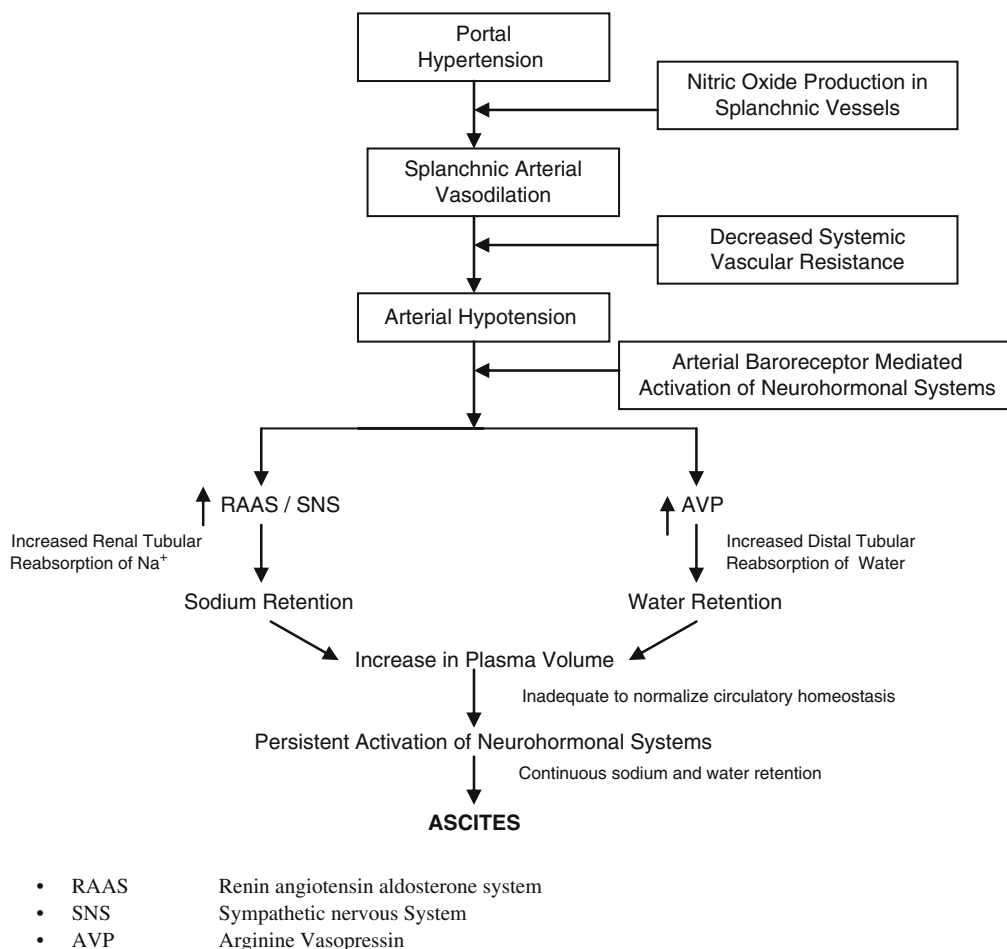 Portal
Hypertension
Nitric Oxide Production in
Splanchnic Vessels
Splanchnic Arterial
Vasodilation
Decreased Systemic
Vascular Resistance
Arterial Hypotension
Arterial Baroreceptor Mediated
Activation of Neurohormonal Systems
RAAS / SNS
AVP
Increased Renal Tubular
Reabsorption of Na⁺
Increased Distal Tubular
Reabsorption of Water
Sodium Retention
Water Retention
Increase in Plasma Volume
Inadequate to normalize circulatory homeostasis
Persistent Activation of Neurohormonal Systems
Continuous sodium and water retention
ASCITES
• RAAS Renin angiotensin aldosterone system
• SNS Sympathetic nervous System
• AVP Arginine Vasopressin